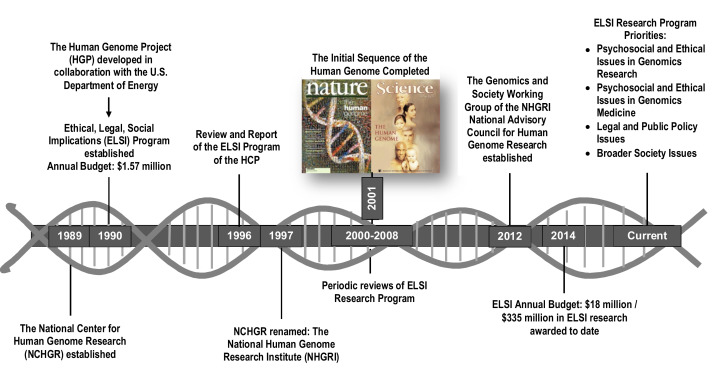 The Human Genome Project
(HGP) developed in
collaboration with the U.S.
Department of Energy
Ethical, Legal, Social
Implications (ELSI) Program
established
Annual Budget: $1.57 million
Review and Report
of the ELSI Program
of the HCP
The Initial Sequence of the
Human Genome Completed
nature
the
human
genome
Science
THE
HUMAN
GENOME
2001
The Genomics and
Society Working
Group of the NHGRI
National Advisory
Council for Human
Genome Research
established
ELSI Research Program
Priorities:
• Psychosocial and Ethical
Issues in Genomics
Research
• Psychosocial and Ethical
Issues in Genomics
Medicine
• Legal and Public Policy
Issues
• Broader Society Issues
1989
1990
1996
1997
2000-2008
2012
2014
Current
The National Center for
Human Genome Research
(NCHGR) established
NCHGR renamed: The
National Human Genome
Research Institute (NHGRI)
Periodic reviews of ELSI
Research Program
ELSI Annual Budget: $18 million /
$335 million in ELSI research
awarded to date